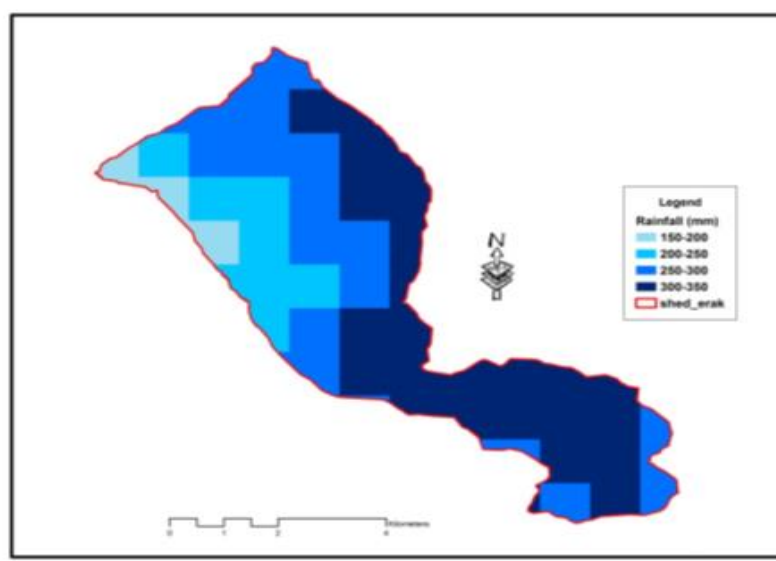 Legend
Rainfall (mm)
150-200
200-250
250-300
300-350
shed_erak
N
0 1 2 4 Kilometers